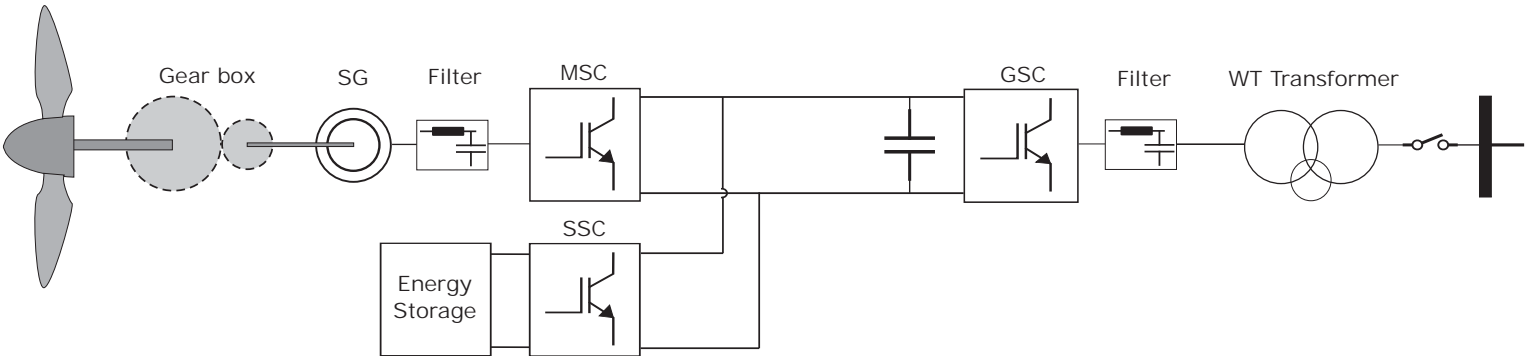 Gear box
SG
Filter
MSC
GSC
Filter
WT Transformer
SSC
Energy
Storage